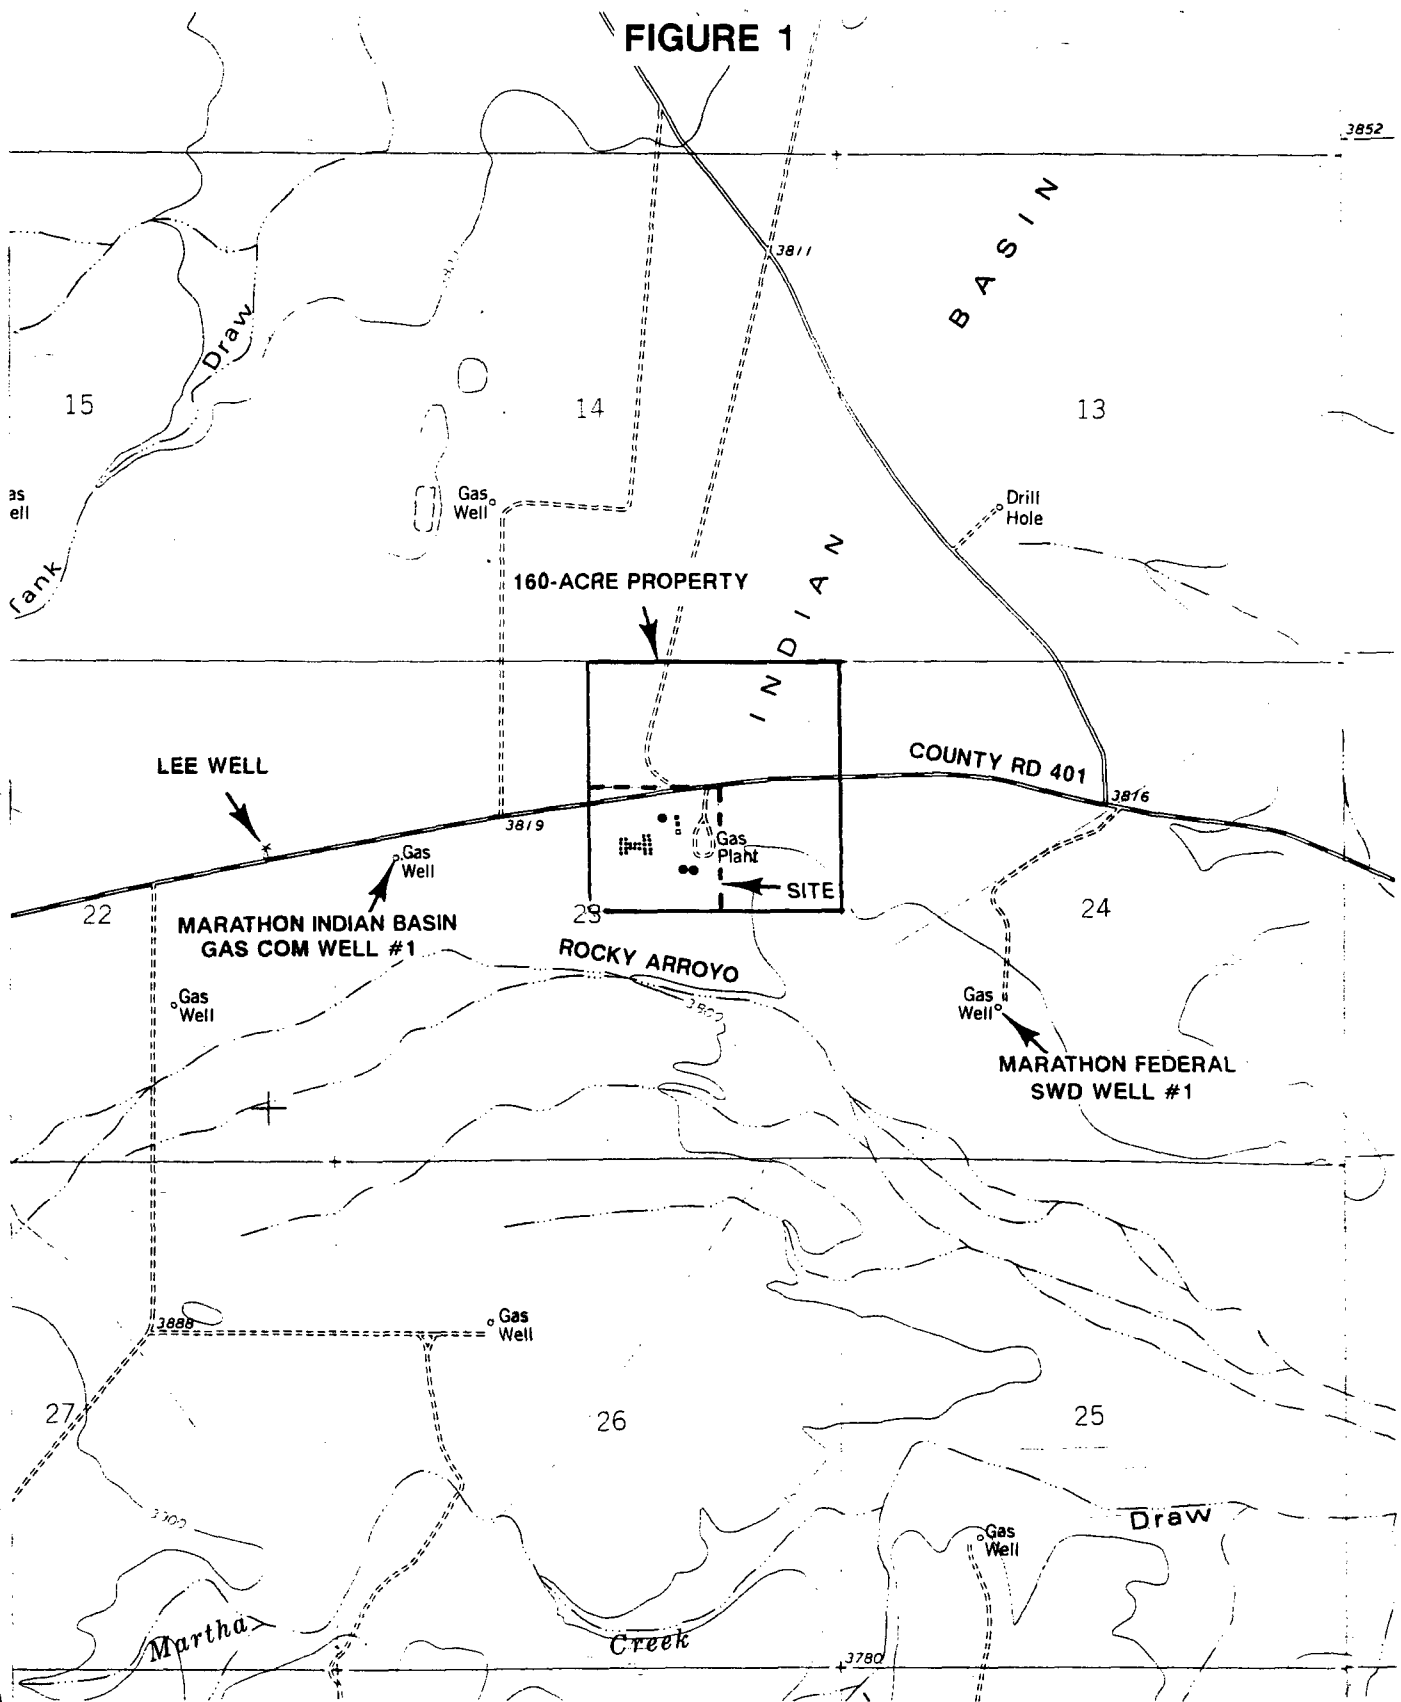 FIGURE 1
3852
BASIN
3811
Draw
15
14
13
Gas
Well
Drill
Hole
Tank
160-ACRE PROPERTY
INDIAN
LEE WELL
COUNTY RD 401
3816
3819
Gas
Well
Gas
Plant
SITE
22
23
24
MARATHON INDIAN BASIN
GAS COM WELL #1
ROCKY ARROYO
Gas
Well
Gas
Well
MARATHON FEDERAL
SWD WELL #1
3888
Gas
Well
27
26
25
Draw
Gas
Well
Martha
Creek
3780